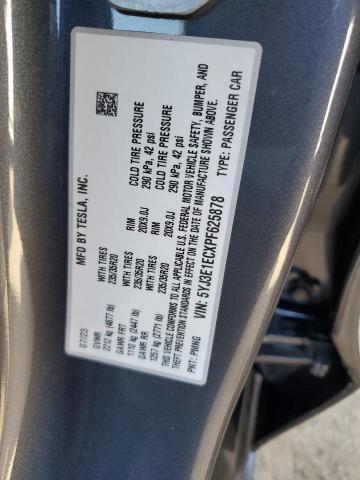 MFD BY TESLA, INC.
07/23
GVWR
2212 kg (4877 lb)
GAWR FRT WITH TIRES RIM COLD TIRE PRESSURE
1110 kg (2447 lb) 235/35R20 20X9.0J 290 kPa, 42 psi
GAWR RR WITH TIRES RIM COLD TIRE PRESSURE
1257 kg (2771 lb) 235/35R20 20X9.0J 290 kPa, 42 psi
THIS VEHICLE CONFORMS TO ALL APPLICABLE U.S. FEDERAL MOTOR VEHICLE SAFETY, BUMPER, AND
THEFT PREVENTION STANDARDS IN EFFECT ON THE DATE OF MANUFACTURE SHOWN ABOVE.
PNT: PMNG VIN: 5YJ3E1ECXPF625878 TYPE: PASSENGER CAR